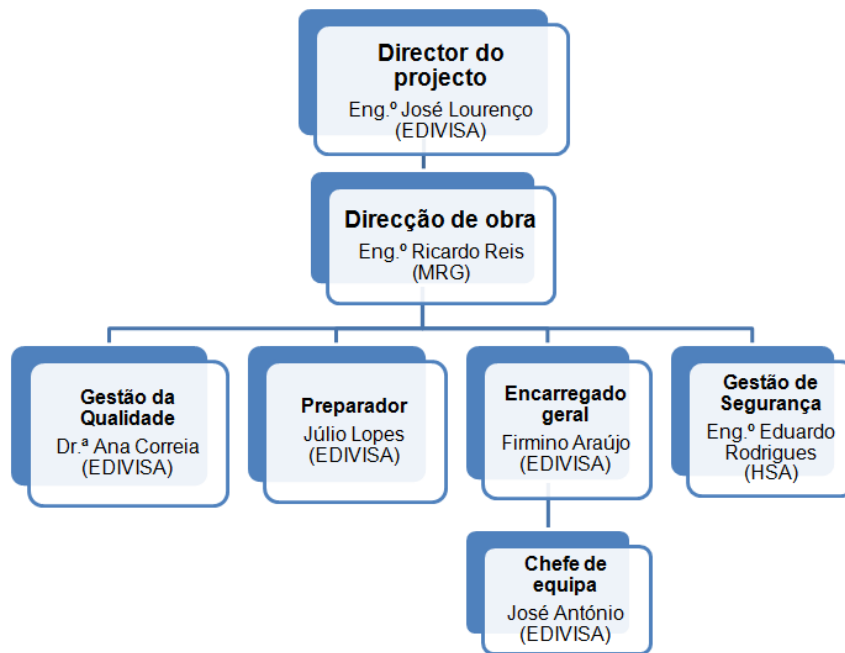 Director do
projecto
Eng.º José Lourenço
(EDIVISA)
Direcção de obra
Eng.º Ricardo Reis
(MRG)
Gestão da
Qualidade
Dr.ª Ana Correia
(EDIVISA)
Preparador
Júlio Lopes
(EDIVISA)
Encarregado
geral
Firmino Araújo
(EDIVISA)
Gestão de
Segurança
Eng.º Eduardo
Rodrigues
(HSA)
Chefe de
equipa
José António
(EDIVISA)